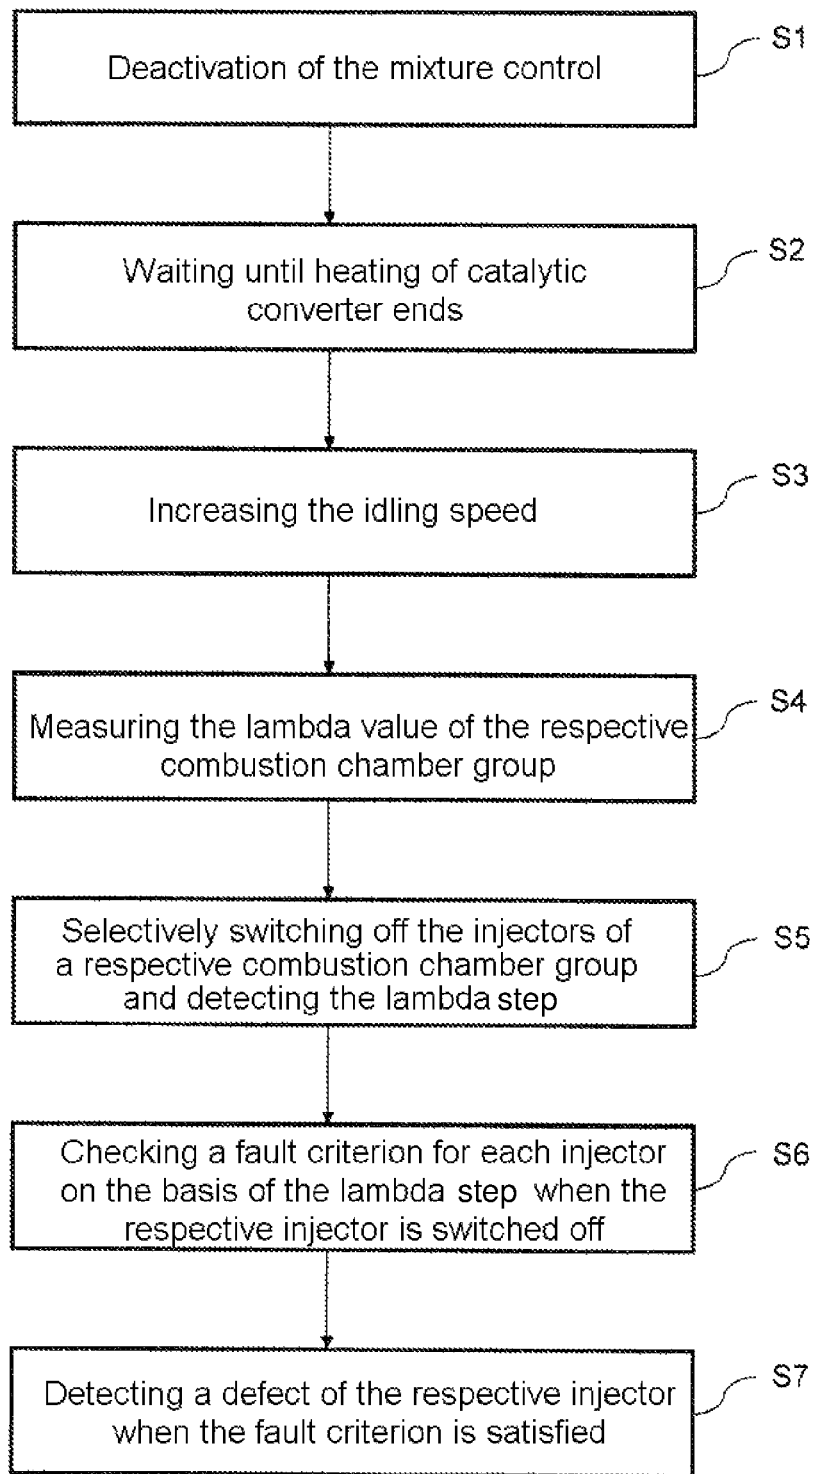 Deactivation of the mixture control
S1
Waiting until heating of catalytic
converter ends
S2
Increasing the idling speed
S3
Measuring the lambda value of the respective
combustion chamber group
S4
Selectively switching off the injectors of
a respective combustion chamber group
and detecting the lambda step
S5
Checking a fault criterion for each injector
on the basis of the lambda step when the
respective injector is switched off
S6
Detecting a defect of the respective injector
when the fault criterion is satisfied
S7